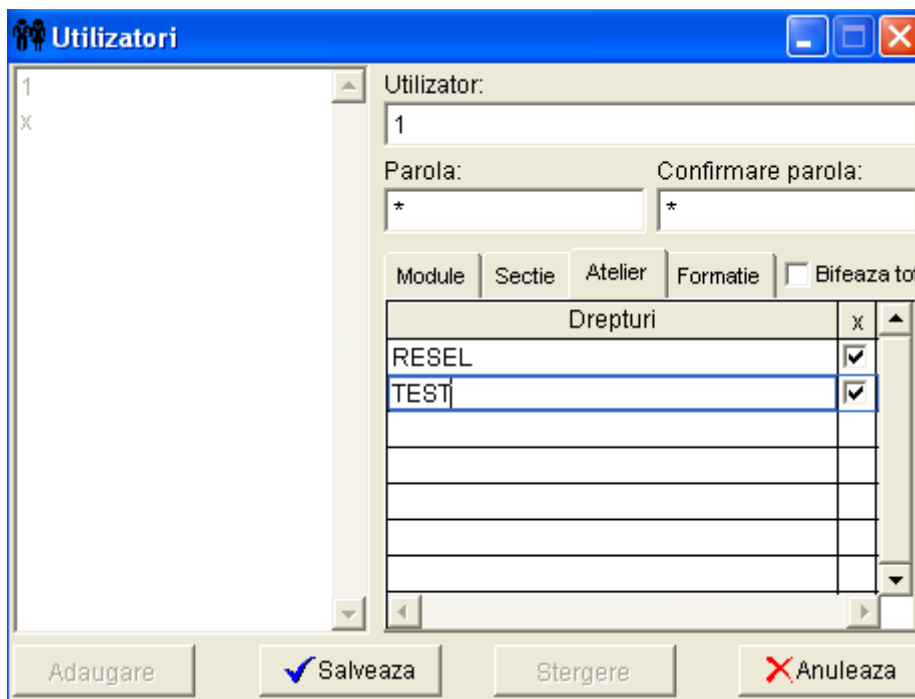 Utilizatori
1
x
Utilizator:
1
Parola:
Confirmare parola:
*
*
Module
Sectie
Atelier
Formatie
Bifeaza tot
Drepturi
x
RESEL
TEST
Adaugare
Salveaza
Stergere
Anuleaza